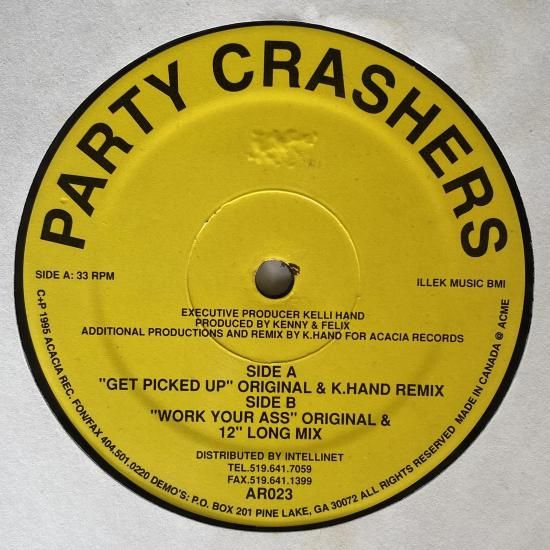 PARTY CRASHERS
SIDE A: 33 RPM
ILLEK MUSIC BMI
EXECUTIVE PRODUCER KELLI HAND
PRODUCED BY KENNY & FELIX
ADDITIONAL PRODUCTIONS AND REMIX BY K.HAND FOR ACACIA RECORDS
SIDE A
"GET PICKED UP" ORIGINAL & K.HAND REMIX
SIDE B
"WORK YOUR ASS" ORIGINAL &
12" LONG MIX
DISTRIBUTED BY INTELLINET
TEL.519.641.7059
FAX.519.641.1399
AR023
C+P 1995 ACACIA REC. FON/FAX 404.501.0220 DEMO'S: P.O. BOX 201 PINE LAKE, GA 30072 ALL RIGHTS RESERVED MADE IN CANADA @ ACME